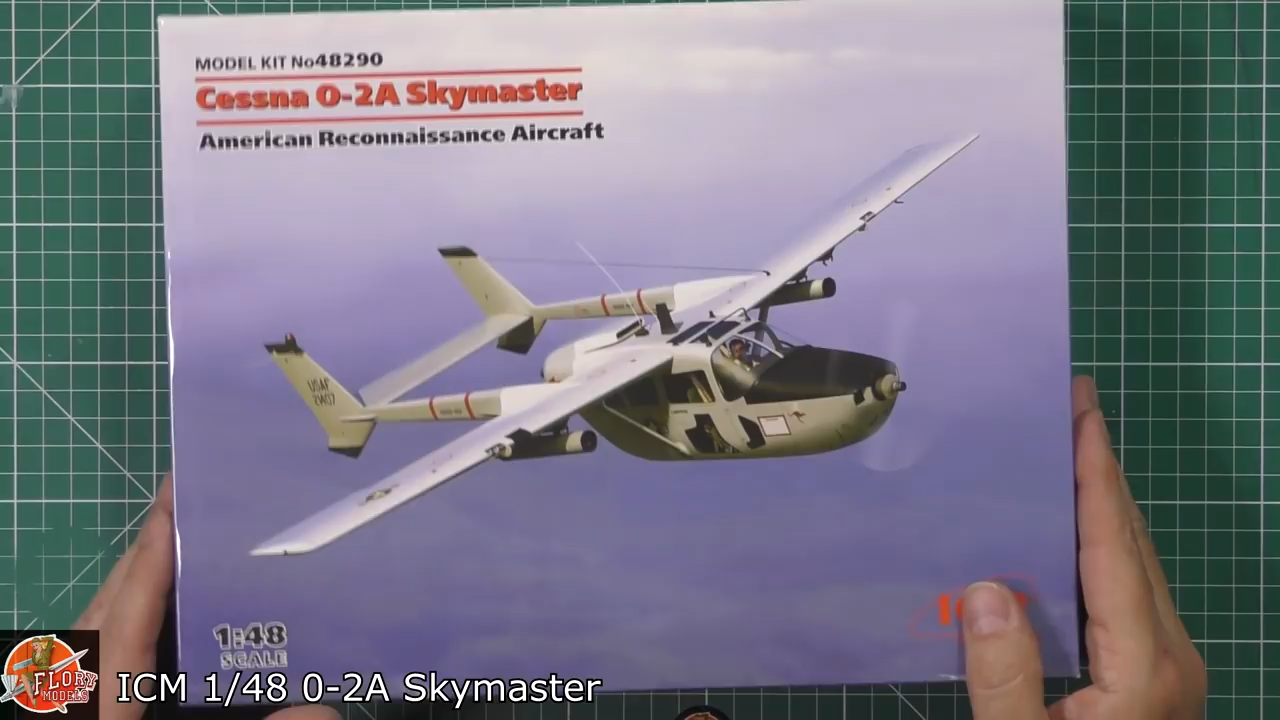 MODEL KIT No48290
Cessna O-2A Skymaster
American Reconnaissance Aircraft
USAF
21407
1:48
SCALE
FLORY
MODELS
ICM 1/48 0-2A Skymaster